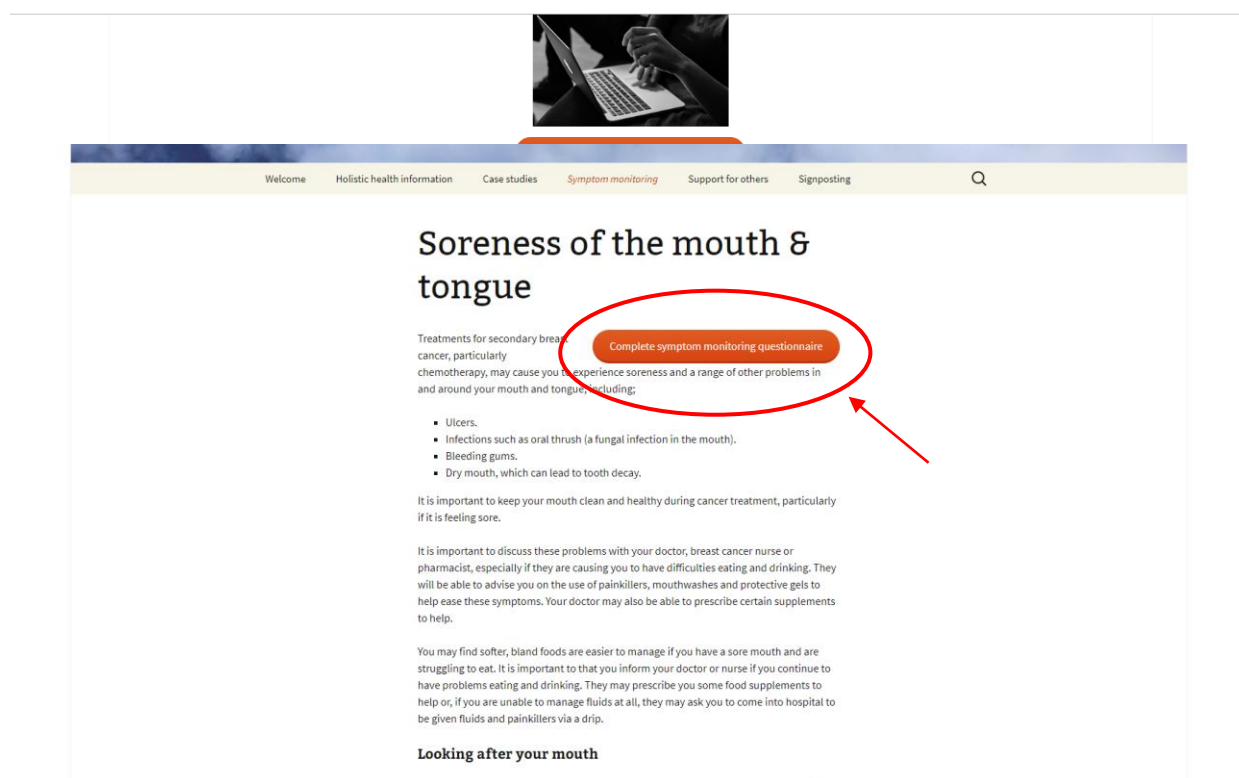 Welcome Holistic health information Case studies Symptom monitoring Support for others Signposting
Soreness of the mouth &
tongue
Complete symptom monitoring questionnaire
Treatments for secondary breast
cancer, particularly
chemotherapy, may cause you to experience soreness and a range of other problems in
and around your mouth and tongue, including;
▪ Ulcers.
▪ Infections such as oral thrush (a fungal infection in the mouth).
▪ Bleeding gums.
▪ Dry mouth, which can lead to tooth decay.
It is important to keep your mouth clean and healthy during cancer treatment, particularly
if it is feeling sore.
It is important to discuss these problems with your doctor, breast cancer nurse or
pharmacist, especially if they are causing you to have difficulties eating and drinking. They
will be able to advise you on the use of painkillers, mouthwashes and protective gels to
help ease these symptoms. Your doctor may also be able to prescribe certain supplements
to help.
You may find softer, bland foods are easier to manage if you have a sore mouth and are
struggling to eat. It is important to that you inform your doctor or nurse if you continue to
have problems eating and drinking. They may prescribe you some food supplements to
help or, if you are unable to manage fluids at all, they may ask you to come into hospital to
be given fluids and painkillers via a drip.
Looking after your mouth